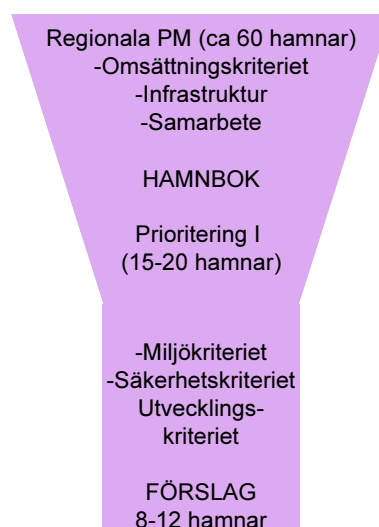 Regionala PM (ca 60 hamnar)
-Omsättningskriteriet
-Infrastruktur
-Samarbete
HAMNBOK
Prioritering I
(15-20 hamnar)
-Miljökriteriet
-Säkerhetskriteriet
Utvecklings-
kriteriet
FÖRSLAG
8-12 hamnar